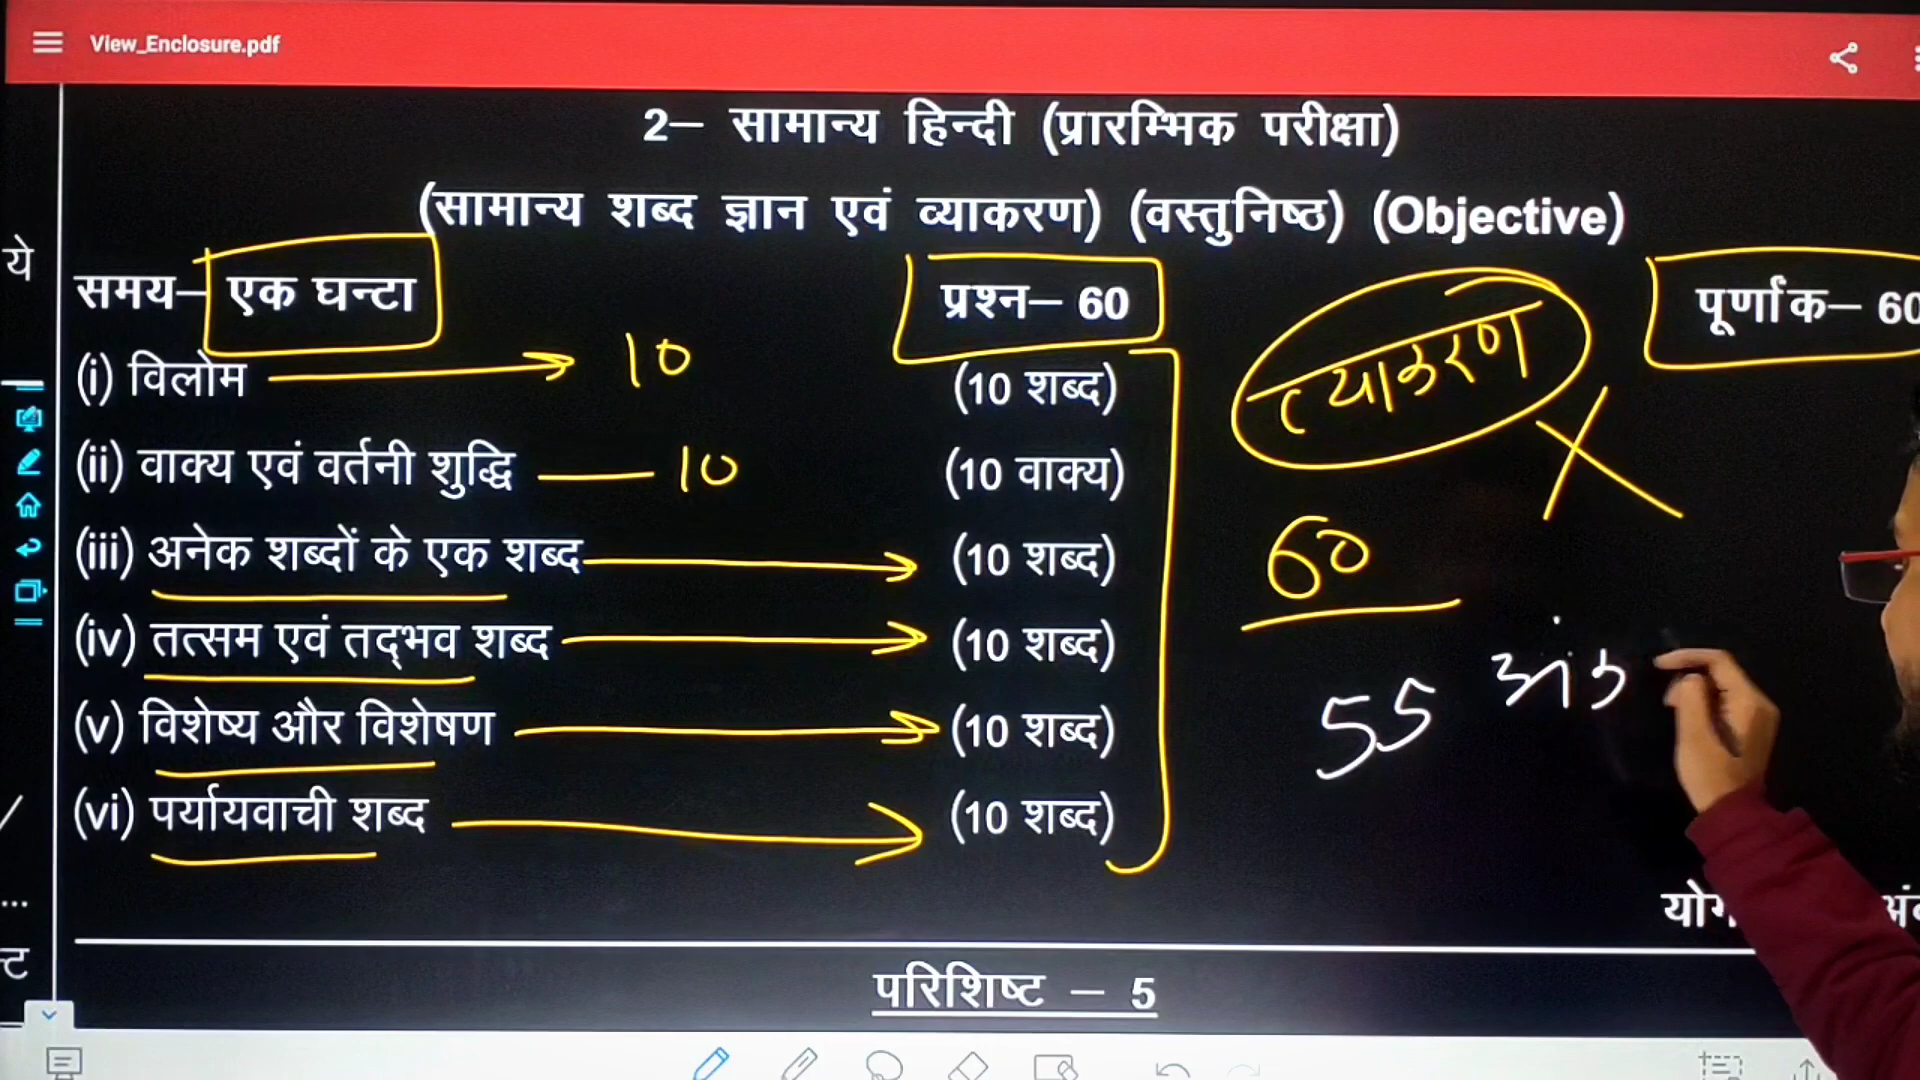 View_Enclosure.pdf
2– सामान्य हिन्दी (प्रारम्भिक परीक्षा)
(सामान्य शब्द ज्ञान एवं व्याकरण) (वस्तुनिष्ठ) (Objective)
ये
समय– एक घन्टा प्रश्न– 60 पूर्णांक– 60
व्याकरण
(i) विलोम 10 (10 शब्द)
(ii) वाक्य एवं वर्तनी शुद्धि 10 (10 वाक्य)
(iii) अनेक शब्दों के एक शब्द (10 शब्द) 60
(iv) तत्सम एवं तद्भव शब्द (10 शब्द)
55 अंक
(v) विशेष्य और विशेषण (10 शब्द)
(vi) पर्यायवाची शब्द (10 शब्द)
...
परिशिष्ट – 5